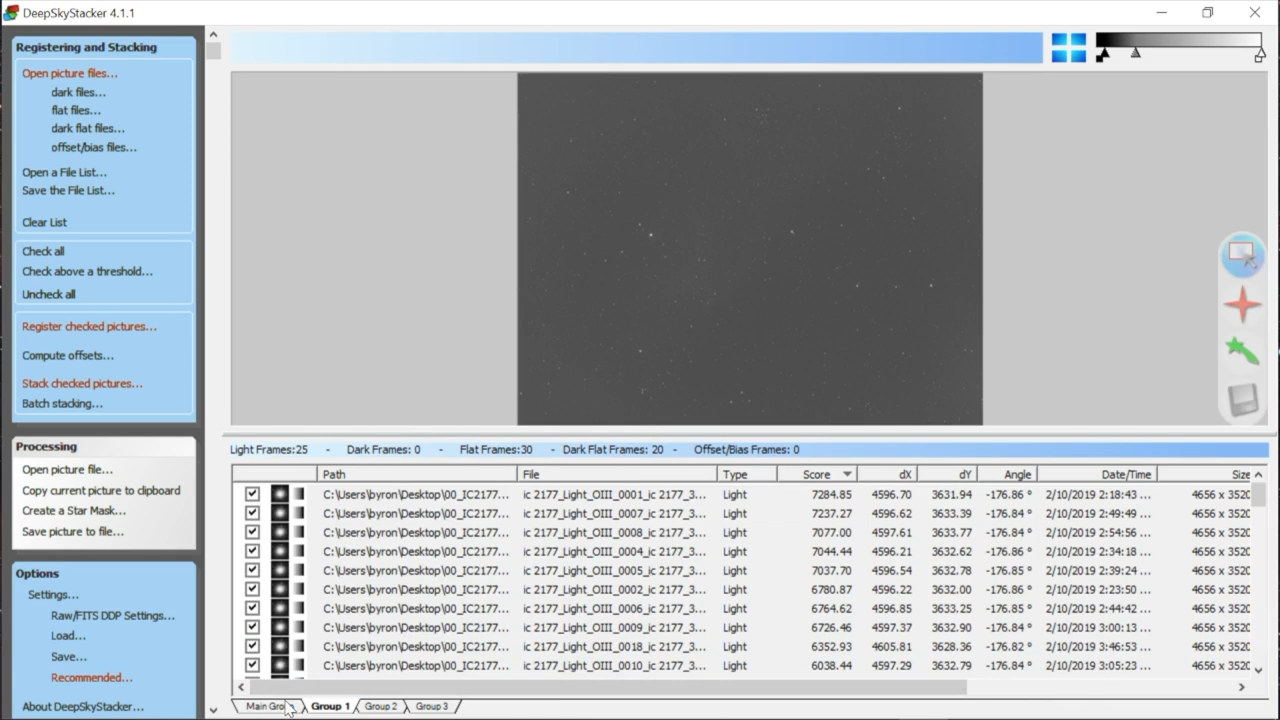 DeepSkyStacker 4.1.1
Registering and Stacking
Open picture files...
dark files...
flat files...
dark flat files...
offset/bias files...
Open a File List...
Save the File List...
Clear List
Check all
Check above a threshold...
Uncheck all
Register checked pictures...
Compute offsets...
Stack checked pictures...
Batch stacking...
Processing
Open picture file...
Copy current picture to clipboard
Create a Star Mask...
Save picture to file...
Options
Settings...
Raw/FITS DDP Settings...
Load...
Save...
Recommended...
About DeepSkyStacker...
Light Frames:25 - Dark Frames: 0 - Flat Frames:30 - Dark Flat Frames: 20 - Offset/Bias Frames: 0
Path File Type Score dX dY Angle Date/Time Size
C:\Users\byron\Desktop\00_IC2177... ic 2177_Light_OIII_0001_ic 2177_3... Light 7284.85 4596.70 3631.94 -176.86 ° 2/10/2019 2:18:43 ... 4656 x 3520
C:\Users\byron\Desktop\00_IC2177... ic 2177_Light_OIII_0007_ic 2177_3... Light 7237.27 4596.62 3633.39 -176.84 ° 2/10/2019 2:49:49 ... 4656 x 3520
C:\Users\byron\Desktop\00_IC2177... ic 2177_Light_OIII_0008_ic 2177_3... Light 7077.00 4597.61 3633.77 -176.84 ° 2/10/2019 2:54:56 ... 4656 x 3520
C:\Users\byron\Desktop\00_IC2177... ic 2177_Light_OIII_0004_ic 2177_3... Light 7044.44 4596.21 3632.62 -176.86 ° 2/10/2019 2:34:18 ... 4656 x 3520
C:\Users\byron\Desktop\00_IC2177... ic 2177_Light_OIII_0005_ic 2177_3... Light 7037.70 4596.54 3632.78 -176.85 ° 2/10/2019 2:39:24 ... 4656 x 3520
C:\Users\byron\Desktop\00_IC2177... ic 2177_Light_OIII_0002_ic 2177_3... Light 6780.87 4596.22 3632.00 -176.86 ° 2/10/2019 2:23:50 ... 4656 x 3520
C:\Users\byron\Desktop\00_IC2177... ic 2177_Light_OIII_0006_ic 2177_3... Light 6764.62 4596.85 3633.25 -176.85 ° 2/10/2019 2:44:42 ... 4656 x 3520
C:\Users\byron\Desktop\00_IC2177... ic 2177_Light_OIII_0009_ic 2177_3... Light 6726.46 4597.37 3632.90 -176.84 ° 2/10/2019 3:00:13 ... 4656 x 3520
C:\Users\byron\Desktop\00_IC2177... ic 2177_Light_OIII_0018_ic 2177_3... Light 6352.93 4605.81 3628.36 -176.82 ° 2/10/2019 3:46:53 ... 4656 x 3520
C:\Users\byron\Desktop\00_IC2177... ic 2177_Light_OIII_0010_ic 2177_3... Light 6038.44 4597.29 3632.79 -176.84 ° 2/10/2019 3:05:23 ... 4656 x 3520
Main Group Group 1 Group 2 Group 3